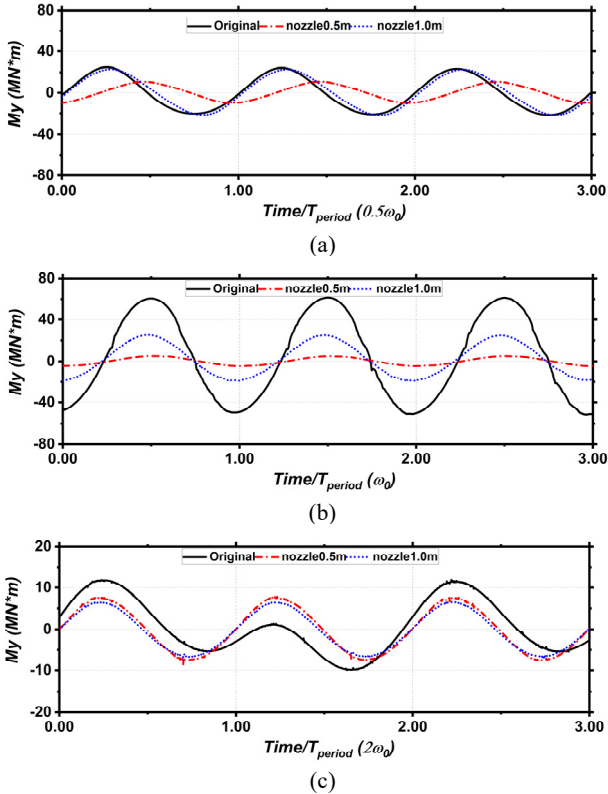 Original nozzle0.5m nozzle1.0m
80
40
0
-40
-80
My (MN*m)
0.00 1.00 2.00 3.00
Time/Tperiod (0.5ω0)
(a)
Original nozzle0.5m nozzle1.0m
80
40
0
-40
-80
My (MN*m)
0.00 1.00 2.00 3.00
Time/Tperiod (ω0)
(b)
Original nozzle0.5m nozzle1.0m
20
10
0
-10
-20
My (MN*m)
0.00 1.00 2.00 3.00
Time/Tperiod (2ω0)
(c)